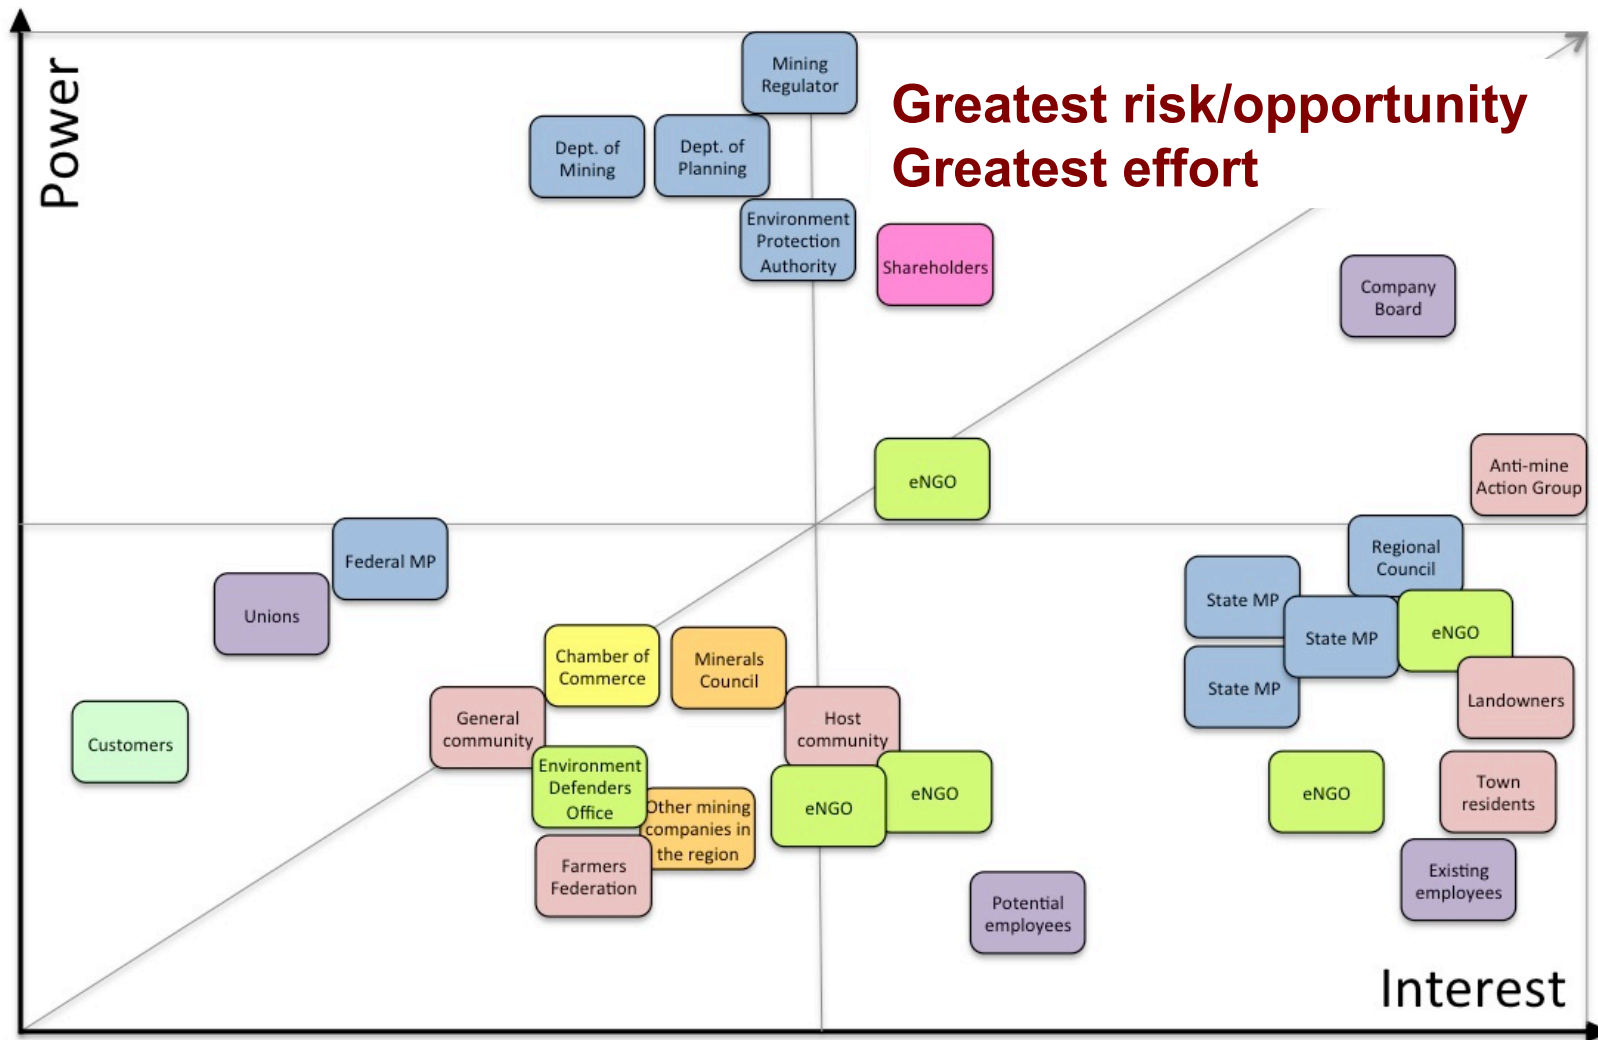 Power
Mining
Regulator
Greatest risk/opportunity
Greatest effort
Dept. of
Mining
Dept. of
Planning
Environment
Protection
Authority
Shareholders
Company
Board
eNGO
Anti-mine
Action Group
Federal MP
Regional
Council
Unions
State MP
State MP
eNGO
State MP
Chamber of
Commerce
Minerals
Council
Landowners
General
community
Host
community
Customers
Environment
Defenders
Office
Other mining
companies in
the region
eNGO
eNGO
eNGO
Town
residents
Farmers
Federation
Existing
employees
Potential
employees
Interest